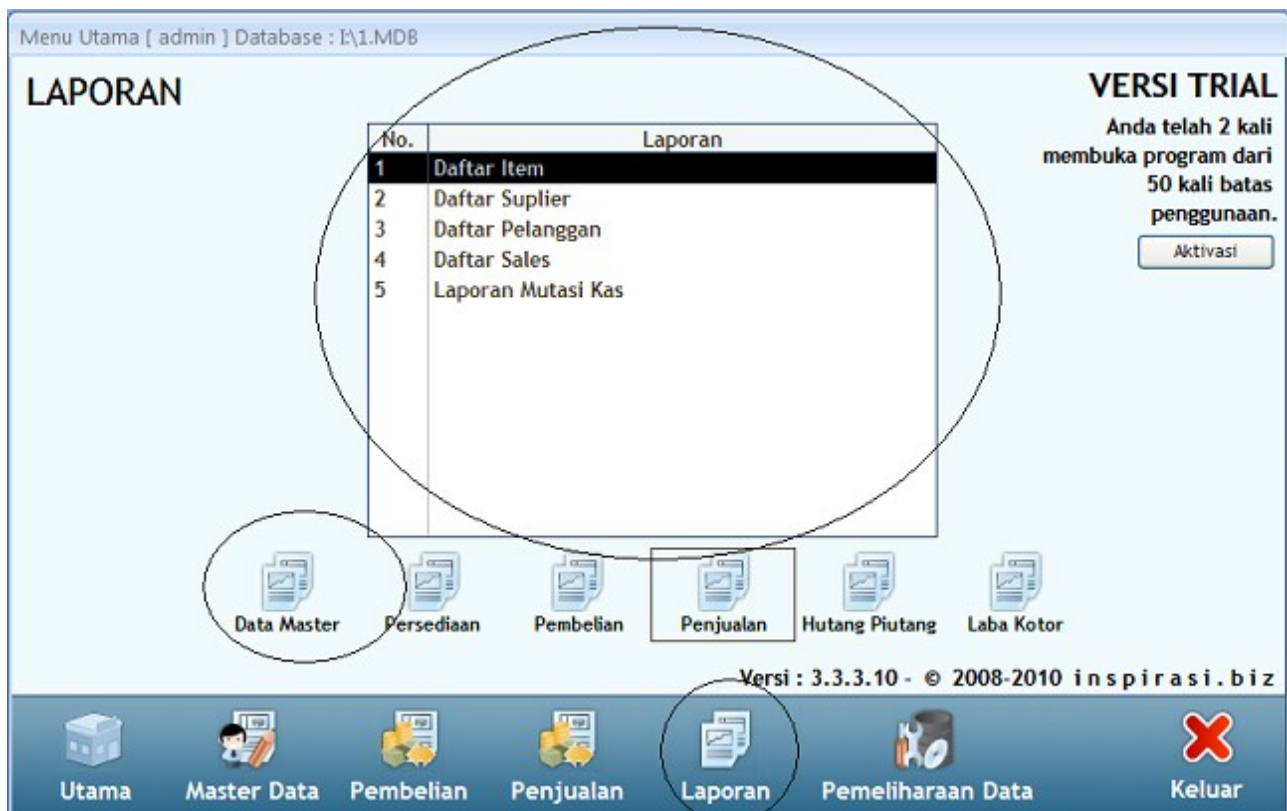 Menu Utama [ admin ] Database : I:\1.MDB
LAPORAN
VERSI TRIAL
Anda telah 2 kali
membuka program dari
50 kali batas
penggunaan.
Aktivasi
No. Laporan
1 Daftar Item
2 Daftar Suplier
3 Daftar Pelanggan
4 Daftar Sales
5 Laporan Mutasi Kas
Data Master Persediaan Pembelian Penjualan Hutang Piutang Laba Kotor
Versi : 3.3.3.10 - © 2008-2010 inspirasi.biz
Utama Master Data Pembelian Penjualan Laporan Pemeliharaan Data Keluar